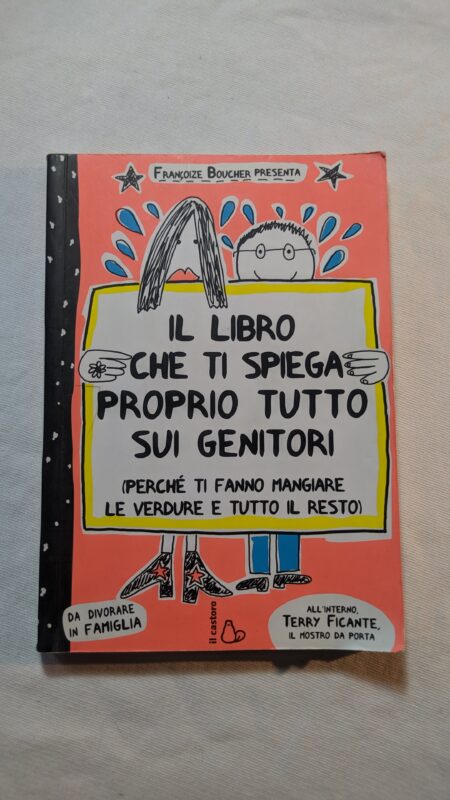 FRANÇOIZE BOUCHER PRESENTA
IL LIBRO
CHE TI SPIEGA
PROPRIO TUTTO
SUI GENITORI
(PERCHÉ TI FANNO MANGIARE
LE VERDURE E TUTTO IL RESTO)
DA DIVORARE
IN FAMIGLIA
il castoro
ALL'INTERNO,
TERRY FICANTE,
IL MOSTRO DA PORTA